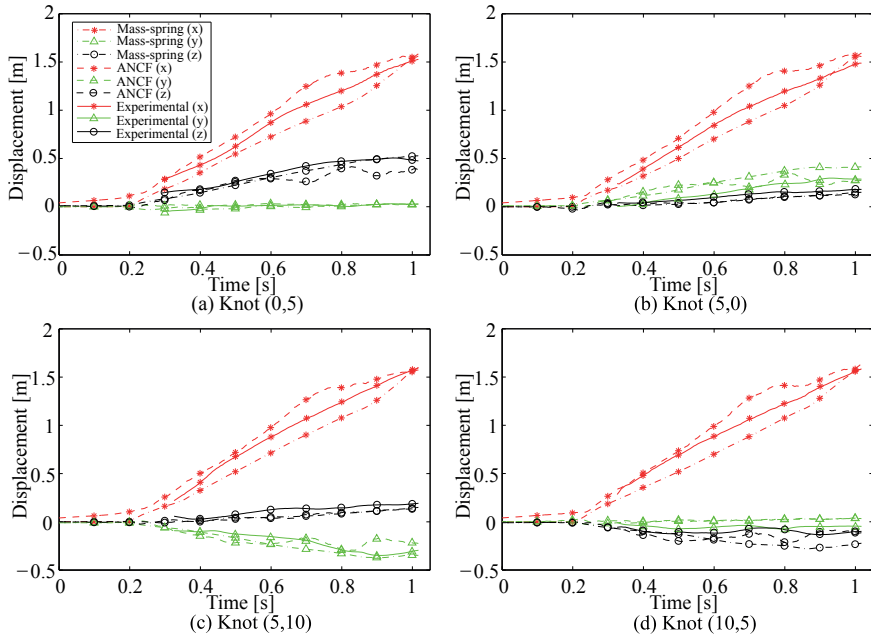 2
1.5
1
0.5
0
−0.5
Displacement [m]
Mass-spring (x)
Mass-spring (y)
Mass-spring (z)
ANCF (x)
ANCF (y)
ANCF (z)
Experimental (x)
Experimental (y)
Experimental (z)
0 0.2 0.4 0.6 0.8 1
Time [s]
(a) Knot (0,5)
2
1.5
1
0.5
0
−0.5
Displacement [m]
0 0.2 0.4 0.6 0.8 1
Time [s]
(b) Knot (5,0)
2
1.5
1
0.5
0
−0.5
Displacement [m]
0 0.2 0.4 0.6 0.8 1
Time [s]
(c) Knot (5,10)
2
1.5
1
0.5
0
−0.5
Displacement [m]
0 0.2 0.4 0.6 0.8 1
Time [s]
(d) Knot (10,5)